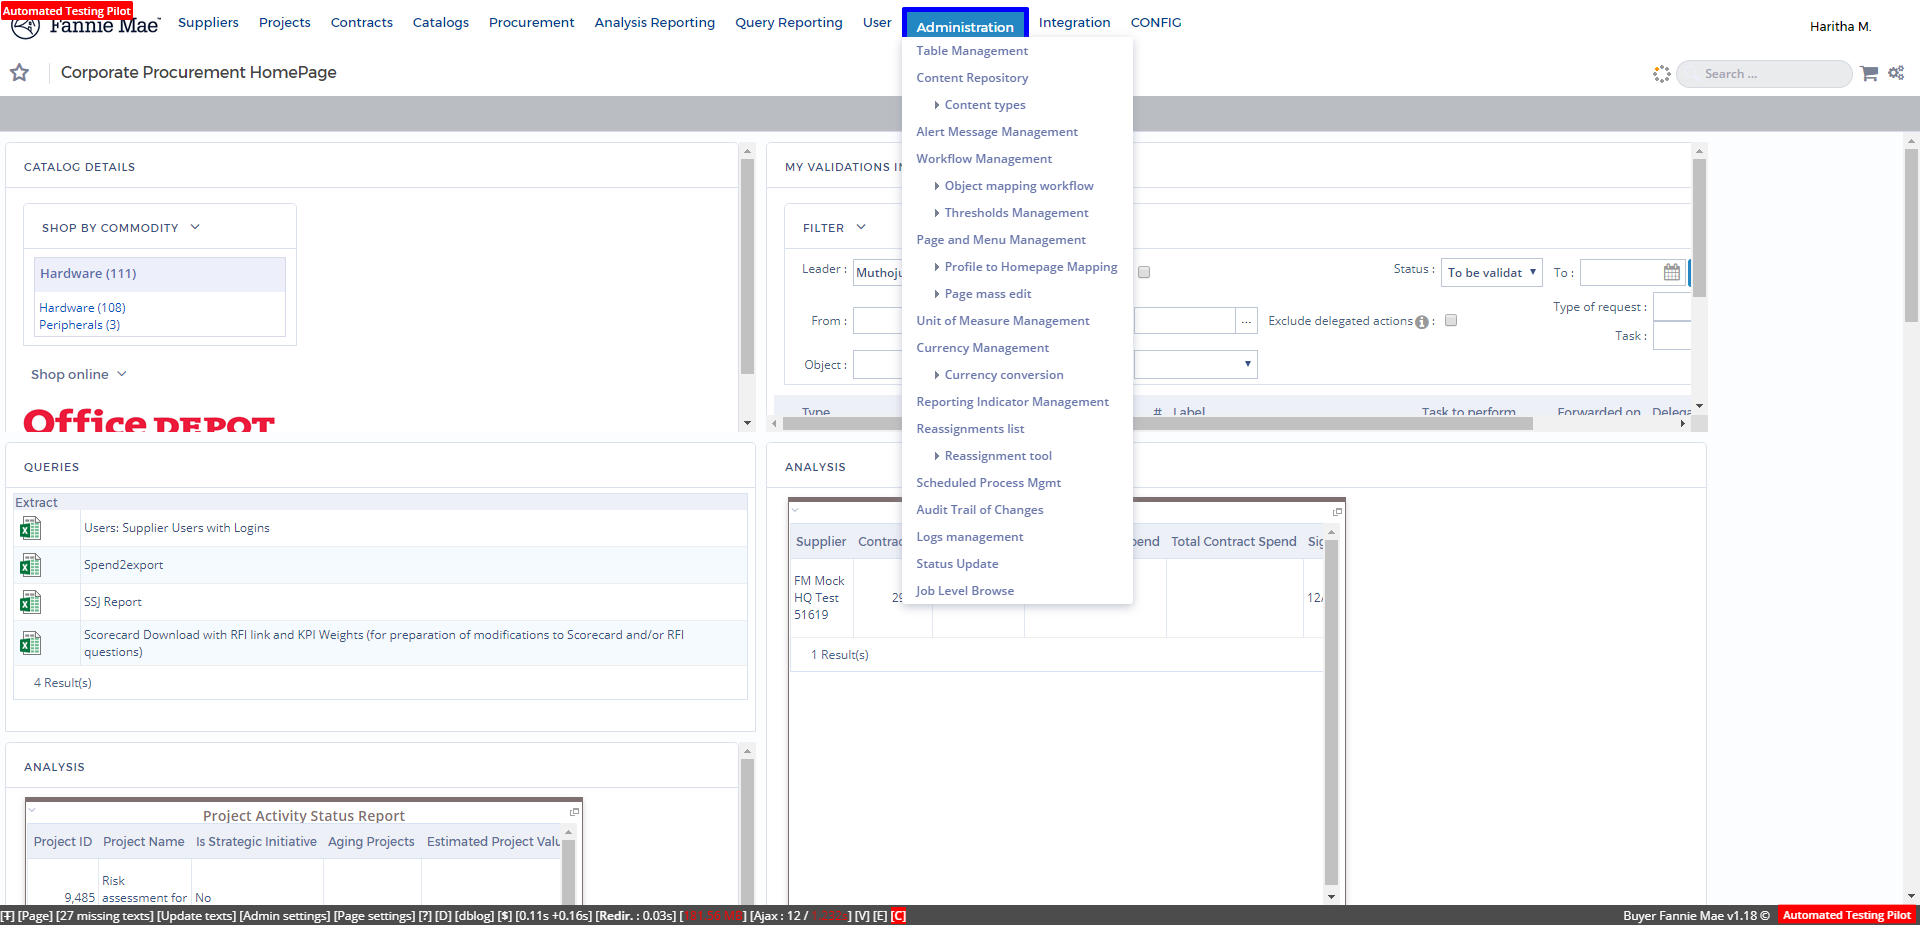 Automated Testing Pilot
Fannie Mae
Suppliers Projects Contracts Catalogs Procurement Analysis Reporting Query Reporting User Administration Integration CONFIG
Haritha M.
Corporate Procurement HomePage
Search ...
Table Management
Content Repository
Content types
Alert Message Management
Workflow Management
Object mapping workflow
Thresholds Management
Page and Menu Management
Profile to Homepage Mapping
Page mass edit
Unit of Measure Management
Currency Management
Currency conversion
Reporting Indicator Management
Reassignments list
Reassignment tool
Scheduled Process Mgmt
Audit Trail of Changes
Logs management
Status Update
Job Level Browse
CATALOG DETAILS
SHOP BY COMMODITY
Hardware (111)
Hardware (108)
Peripherals (3)
Shop online
Office DEPOT
MY VALIDATIONS
FILTER
Leader : Muthoju
Status : To be validat To :
From : ... Exclude delegated actions :
Type of request :
Task :
Object :
Type # Label Task to perform Forwarded on Delega
QUERIES
Extract
Users: Supplier Users with Logins
Spend2export
SSJ Report
Scorecard Download with RFI link and KPI Weights (for preparation of modifications to Scorecard and/or RFI
questions)
4 Result(s)
ANALYSIS
Supplier Contrac pend Total Contract Spend Sig
FM Mock
HQ Test
51619
29
12/
1 Result(s)
ANALYSIS
Project Activity Status Report
Project ID Project Name Is Strategic Initiative Aging Projects Estimated Project Valu
Risk
9,485 assessment for No
[T] [Page] [27 missing texts] [Update texts] [Admin settings] [Page settings] [?] [D] [dblog] [$] [0.11s +0.16s] [Redir. : 0.03s] [Ajax : 12 / [V] [E] [C]
Buyer Fannie Mae v1.18 © Automated Testing Pilot